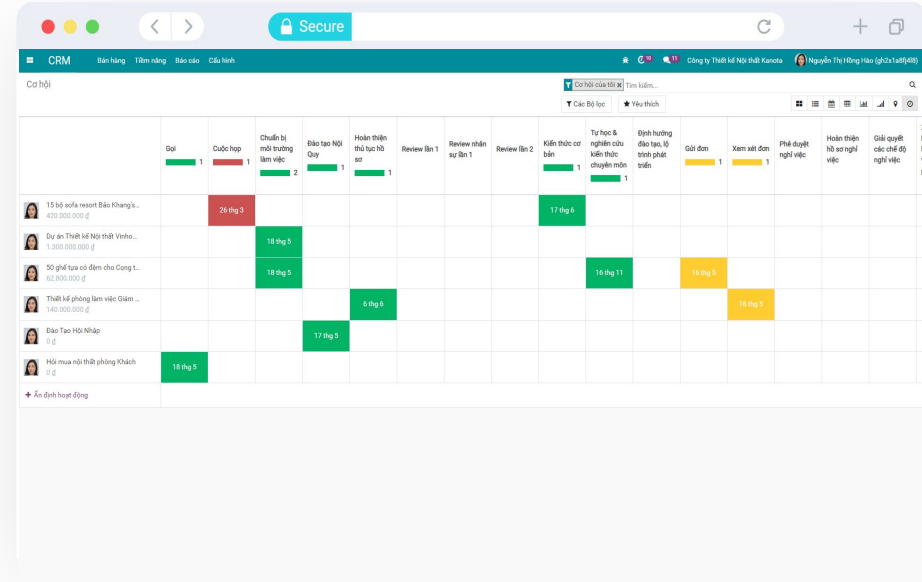 Secure
CRM Bán hàng Tiềm năng Báo cáo Cấu hình 10 11 Công ty Thiết kế Nội thất Kanota Nguyễn Thị Hồng Hảo (gh2x1a8fj4l8)
Cơ hội
Cơ hội của tôi x Tìm kiếm...
Các Bộ lọc Yêu thích
Gọi
1
Cuộc họp
1
Chuẩn bị
môi trường
làm việc
2
Đào tạo Nội
Quy
1
Hoàn thiện
thủ tục hồ
sơ
1
Review lần 1
Review nhân
sự lần 1
Review lần 2
Kiến thức cơ
bản
1
Tự học &
nghiên cứu
kiến thức
chuyên môn
1
Định hướng
đào tạo, lộ
trình phát
triển
Gửi đơn
1
Xem xét đơn
1
Phê duyệt
nghỉ việc
Hoàn thiện
hồ sơ nghỉ
việc
Giải quyết
các chế độ
nghỉ việc
15 bộ sofa resort Bảo Khang's...
420.000.000 ₫
26 thg 3
17 thg 6
Dự án Thiết kế Nội thất Vinho...
1.300.000.000 ₫
18 thg 5
50 ghế tựa có đệm cho Cọng t...
62.800.000 ₫
18 thg 5
16 thg 11
16 thg 5
Thiết kế phòng làm việc Giám ...
140.000.000 ₫
6 thg 6
16 thg 5
Đào Tạo Hội Nhập
0 ₫
17 thg 5
Hỏi mua nội thất phòng Khách
0 ₫
18 thg 5
+ Ấn định hoạt động